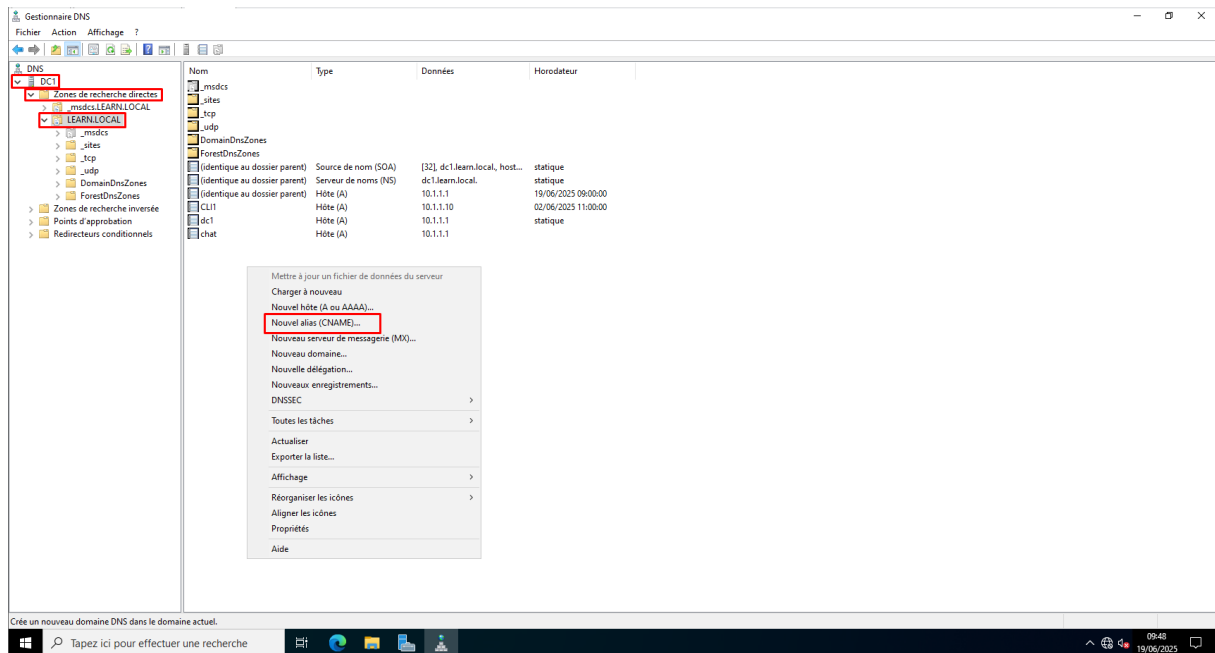 Gestionnaire DNS
Fichier Action Affichage ?
DNS
DC1
Zones de recherche directes
_msdcs.LEARN.LOCAL
LEARN.LOCAL
_msdcs
_sites
_tcp
_udp
DomainDnsZones
ForestDnsZones
Zones de recherche inversée
Points d'approbation
Redirecteurs conditionnels
Nom Type Données Horodateur
_msdcs
_sites
_tcp
_udp
DomainDnsZones
ForestDnsZones
(identique au dossier parent) Source de nom (SOA) [32], dc1.learn.local., host... statique
(identique au dossier parent) Serveur de noms (NS) dc1.learn.local. statique
(identique au dossier parent) Hôte (A) 10.1.1.1 19/06/2025 09:00:00
CLI1 Hôte (A) 10.1.1.10 02/06/2025 11:00:00
dc1 Hôte (A) 10.1.1.1 statique
chat Hôte (A) 10.1.1.1
Mettre à jour un fichier de données du serveur
Charger à nouveau
Nouvel hôte (A ou AAAA)...
Nouvel alias (CNAME)...
Nouveau serveur de messagerie (MX)...
Nouveau domaine...
Nouvelle délégation...
Nouveaux enregistrements...
DNSSEC
Toutes les tâches
Actualiser
Exporter la liste...
Affichage
Réorganiser les icônes
Aligner les icônes
Propriétés
Aide
Crée un nouveau domaine DNS dans le domaine actuel.
Tapez ici pour effectuer une recherche
09:48
19/06/2025